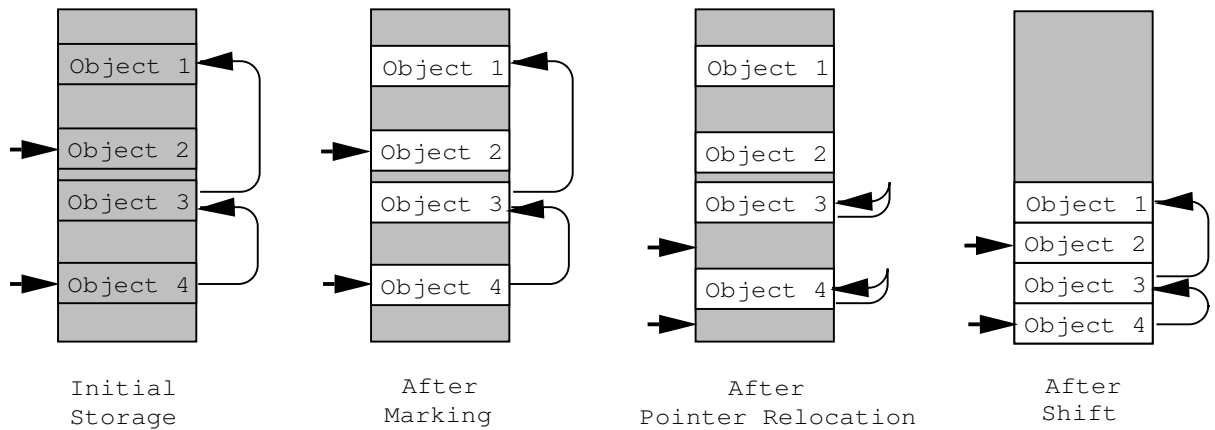 Object 1
Object 2
Object 3
Object 4
Initial
Storage
Object 1
Object 2
Object 3
Object 4
After
Marking
Object 1
Object 2
Object 3
Object 4
After
Pointer Relocation
Object 1
Object 2
Object 3
Object 4
After
Shift